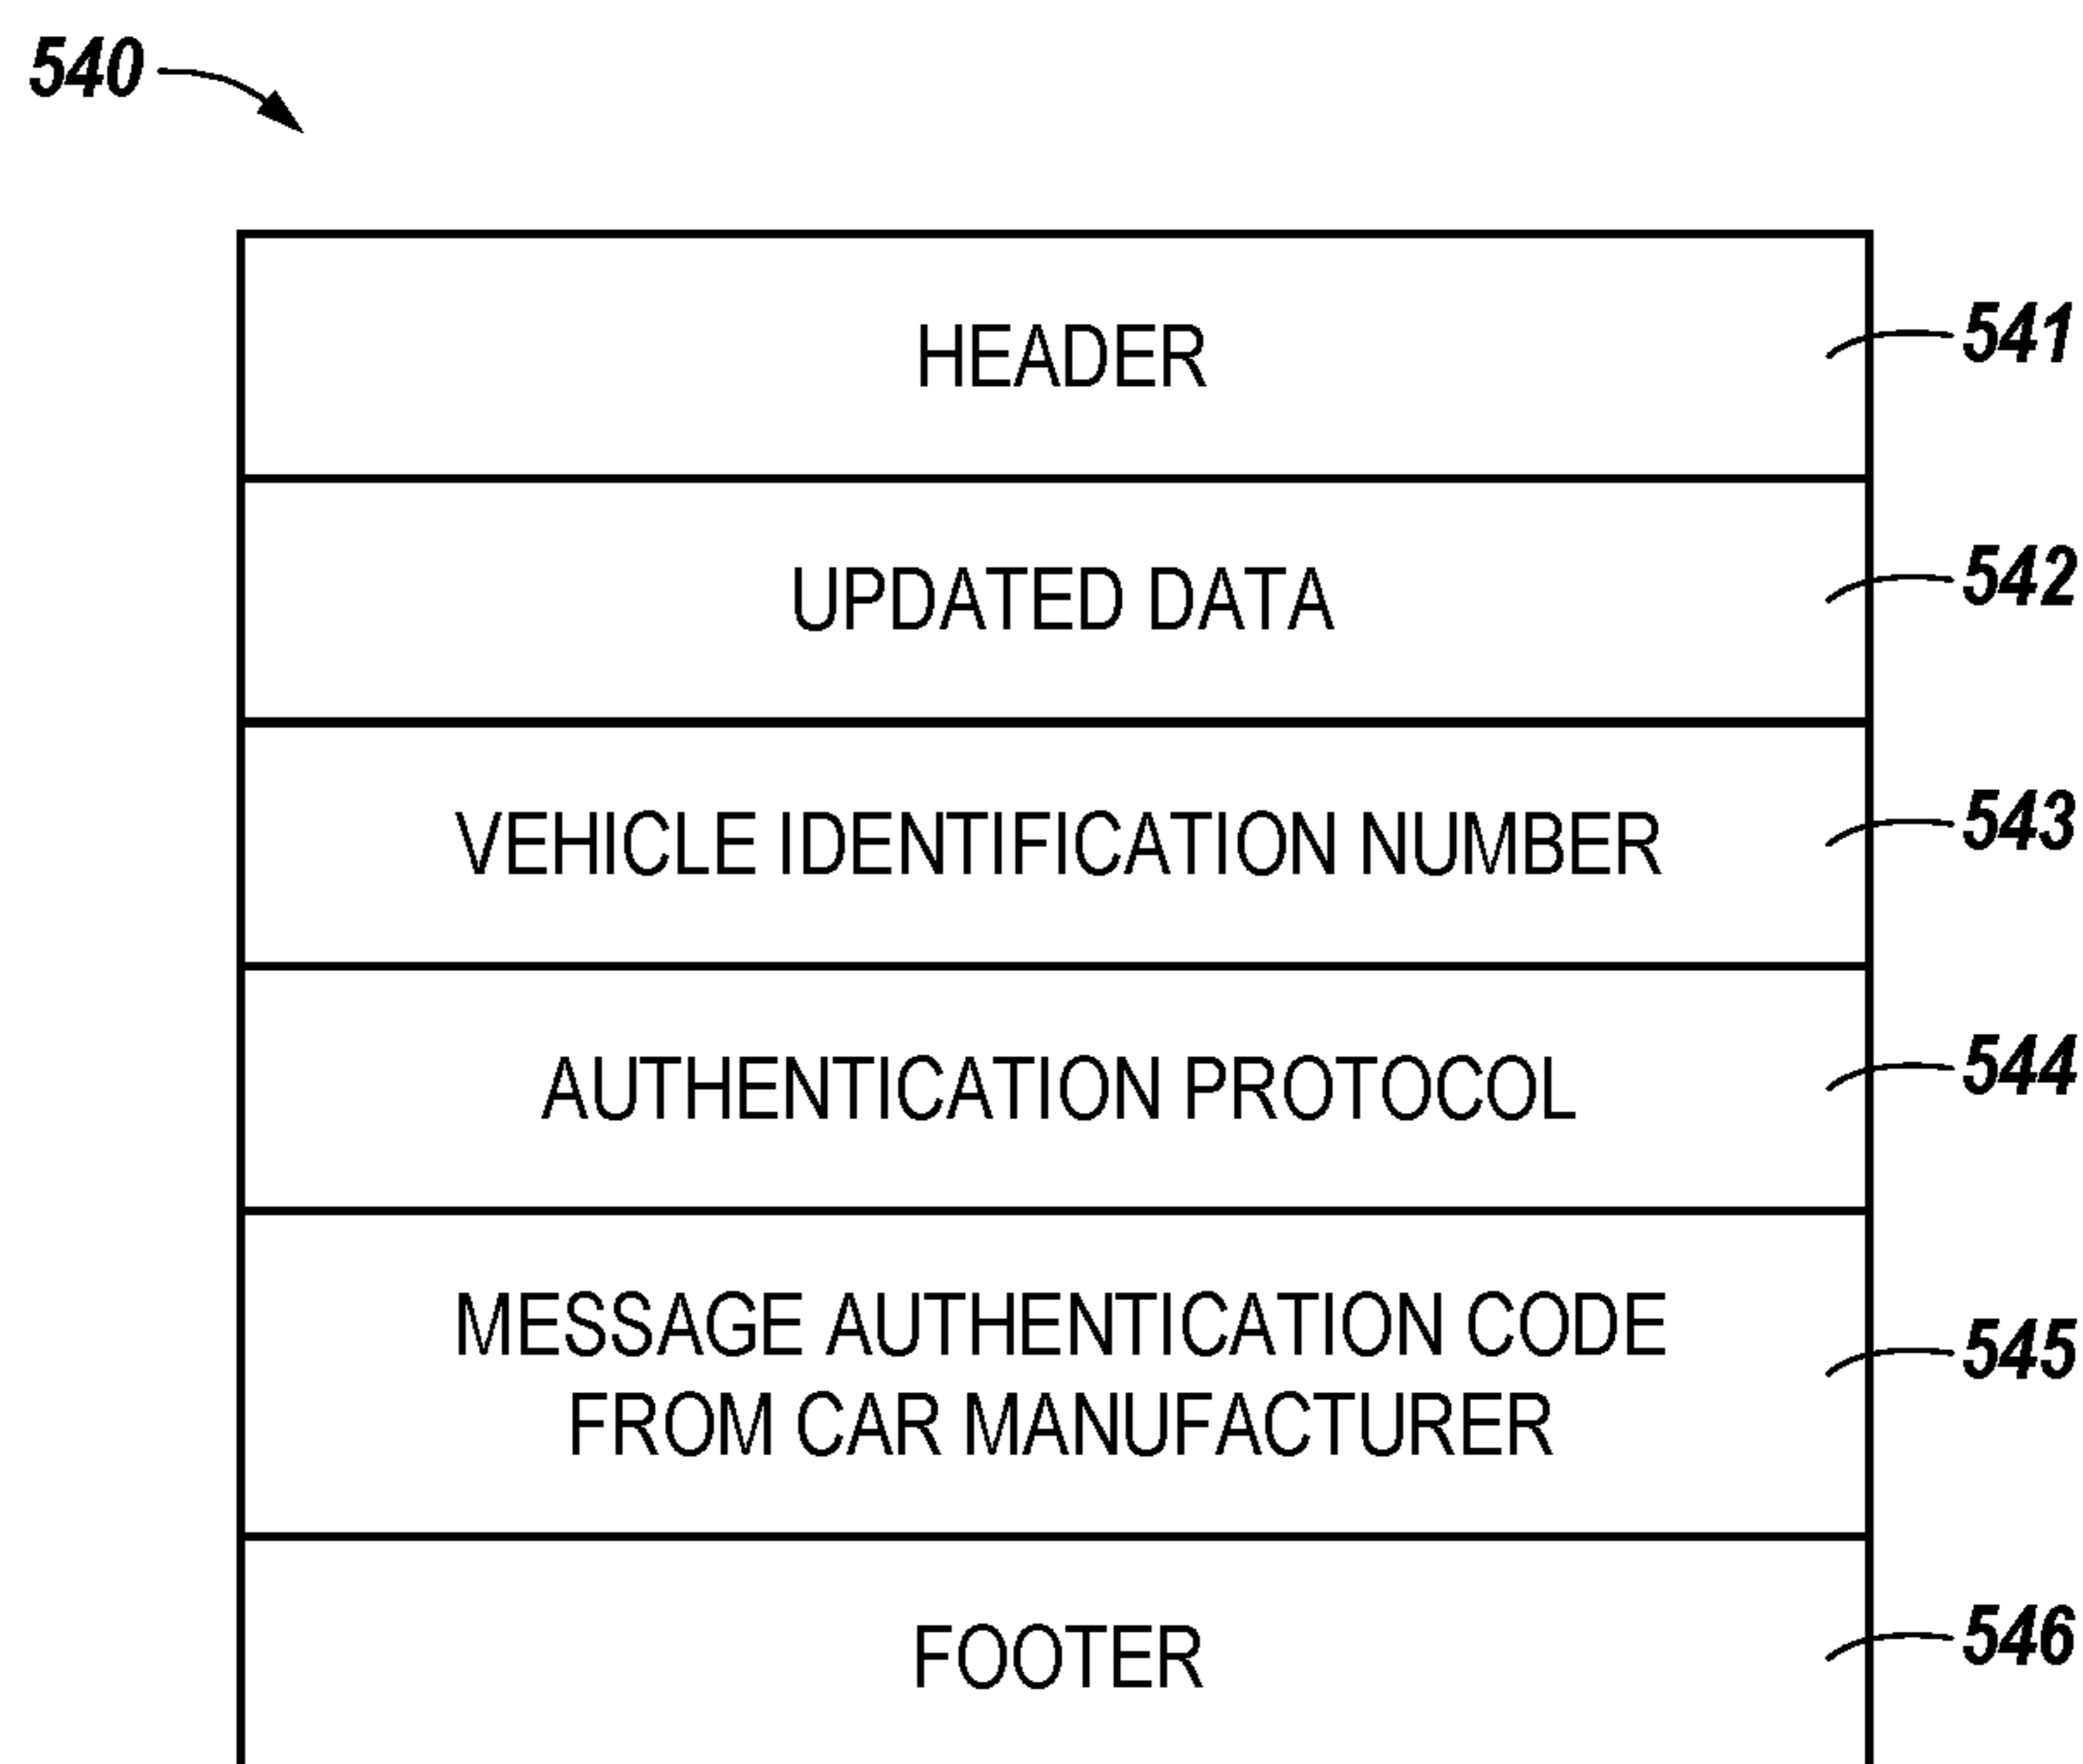 540
HEADER
541
UPDATED DATA
542
VEHICLE IDENTIFICATION NUMBER
543
AUTHENTICATION PROTOCOL
544
MESSAGE AUTHENTICATION CODE
FROM CAR MANUFACTURER
545
FOOTER
546